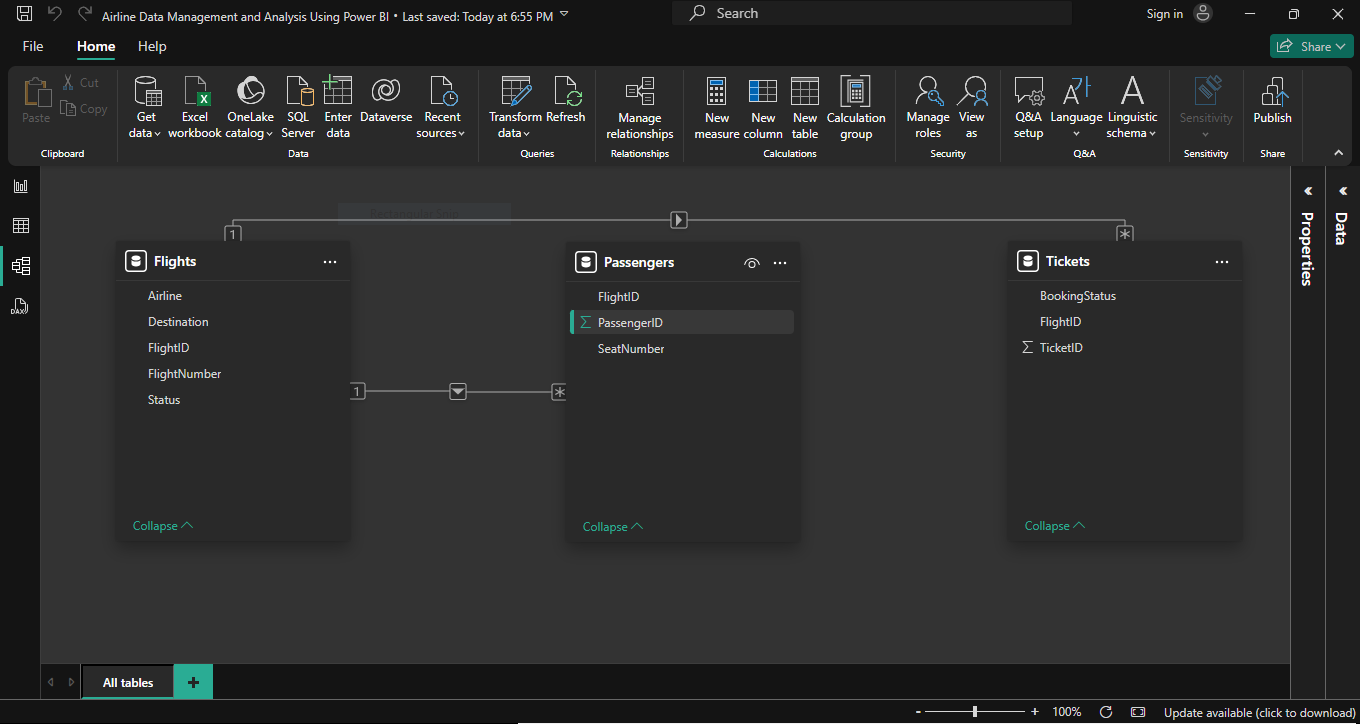 Airline Data Management and Analysis Using Power BI • Last saved: Today at 6:55 PM
Search
Sign in
File
Home
Help
Share
Paste
Cut
Copy
Clipboard
Get
data
Excel
workbook
OneLake
catalog
SQL
Server
Enter
data
Dataverse
Recent
sources
Data
Transform
data
Refresh
Queries
Manage
relationships
Relationships
New
measure
New
column
New
table
Calculation
group
Calculations
Manage
roles
View
as
Security
Q&A
setup
Language
Linguistic
schema
Q&A
Sensitivity
Sensitivity
Publish
Share
DAX
Rectangular Snip
1
*
Flights
Airline
Destination
FlightID
FlightNumber
Status
Collapse
1
*
Passengers
FlightID
∑ PassengerID
SeatNumber
Collapse
Tickets
BookingStatus
FlightID
∑ TicketID
Collapse
Properties
Data
All tables
+
- + 100%
Update available (click to download)